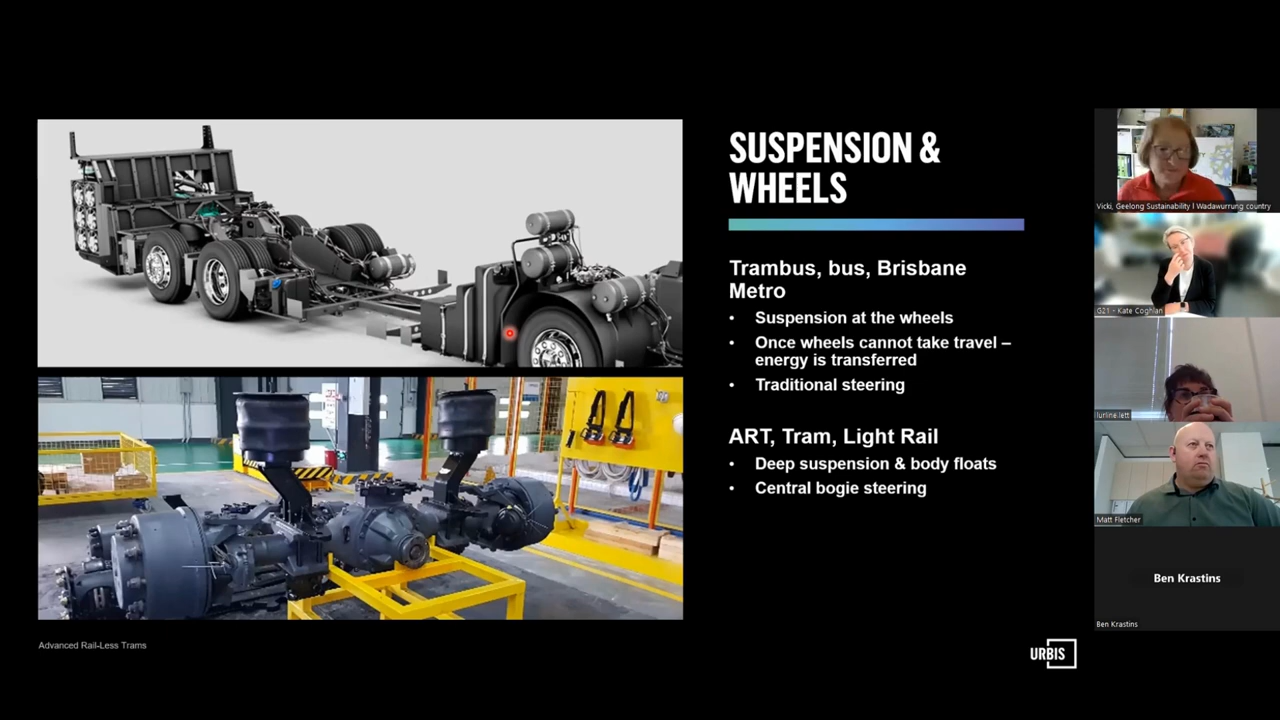 SUSPENSION &
WHEELS
Trambus, bus, Brisbane
Metro
• Suspension at the wheels
• Once wheels cannot take travel –
energy is transferred
• Traditional steering
ART, Tram, Light Rail
• Deep suspension & body floats
• Central bogie steering
Advanced Rail-Less Trams
URBIS
Vicki, Geelong Sustainability I Wadawurrung country
G21 - Kate Coghlan
lurline.lett
Matt Fletcher
Ben Krastins
Ben Krastins